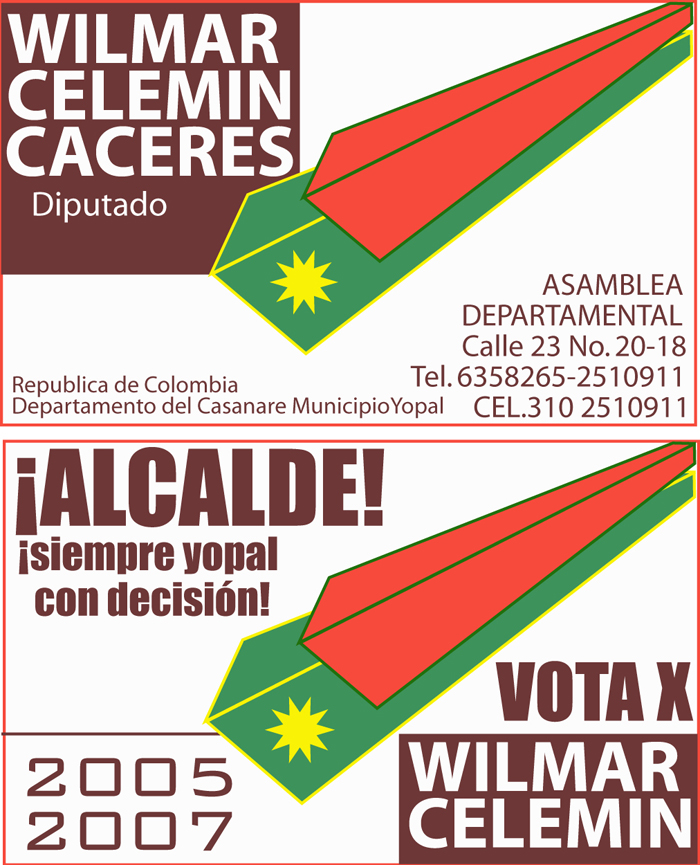 WILMAR
CELEMIN
CACERES
Diputado
ASAMBLEA
DEPARTAMENTAL
Calle 23 No. 20-18
Tel. 6358265-2510911
CEL.310 2510911
Republica de Colombia
Departamento del Casanare MunicipioYopal
¡ALCALDE!
¡siempre yopal
con decisión!
VOTA X
WILMAR
CELEMIN
2005
2007